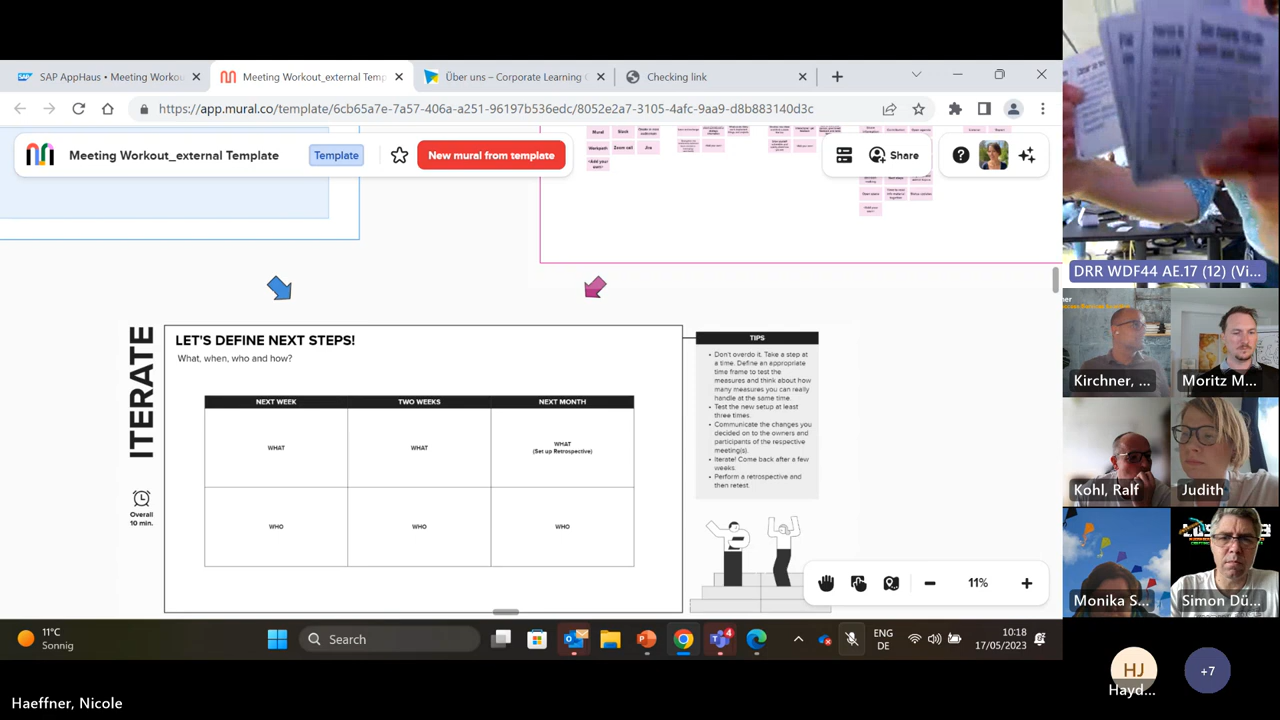 SAP AppHaus • Meeting Workou
Meeting Workout_external Temp
Über uns – Corporate Learning C
Checking link
https://app.mural.co/template/6cb65a7e-7a57-406a-a251-96197b536edc/8052e2a7-3105-4afc-9aa9-d8b883140d3c
Meeting Workout_external Template
Template
New mural from template
Share
Mural
Slack
Workpath
Zoom call
Jira
LET'S DEFINE NEXT STEPS!
What, when, who and how?
ITERATE
Overall
10 min.
NEXT WEEK
TWO WEEKS
NEXT MONTH
WHAT
WHAT
WHAT
(Set up Retrospective)
WHO
WHO
WHO
TIPS
• Don't overdo it. Take a step at
a time. Define an appropriate
time frame to test the
measures and think about how
many measures you can really
handle at the same time.
• Test the new setup at least
three times.
• Communicate the changes you
decided on to the owners and
participants of the respective
meeting(s).
• Iterate! Come back after a few
weeks.
• Perform a retrospective and
then retest.
11%
11°C
Sonnig
Search
4
ENG
DE
10:18
17/05/2023
DRR WDF44 AE.17 (12) (Vi...
Kirchner, ...
Moritz M...
Kohl, Ralf
Judith
Monika S...
Simon Dü...
HJ
Hayd...
+7
Haeffner, Nicole